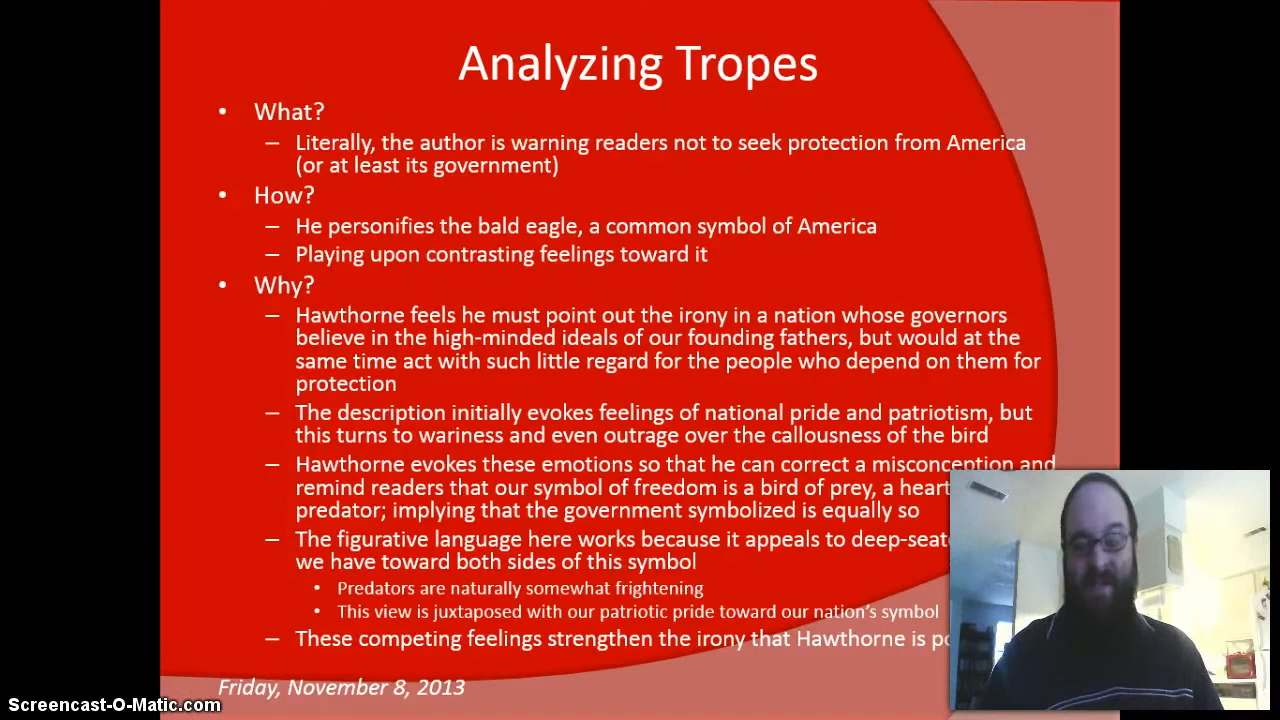 Analyzing Tropes
• What?
– Literally, the author is warning readers not to seek protection from America
(or at least its government)
• How?
– He personifies the bald eagle, a common symbol of America
– Playing upon contrasting feelings toward it
• Why?
– Hawthorne feels he must point out the irony in a nation whose governors
believe in the high-minded ideals of our founding fathers, but would at the
same time act with such little regard for the people who depend on them for
protection
– The description initially evokes feelings of national pride and patriotism, but
this turns to wariness and even outrage over the callousness of the bird
– Hawthorne evokes these emotions so that he can correct a misconception and
remind readers that our symbol of freedom is a bird of prey, a heart
predator; implying that the government symbolized is equally so
– The figurative language here works because it appeals to deep-seat
we have toward both sides of this symbol
• Predators are naturally somewhat frightening
• This view is juxtaposed with our patriotic pride toward our nation's symbol
– These competing feelings strengthen the irony that Hawthorne is po
Friday, November 8, 2013
Screencast-O-Matic.com